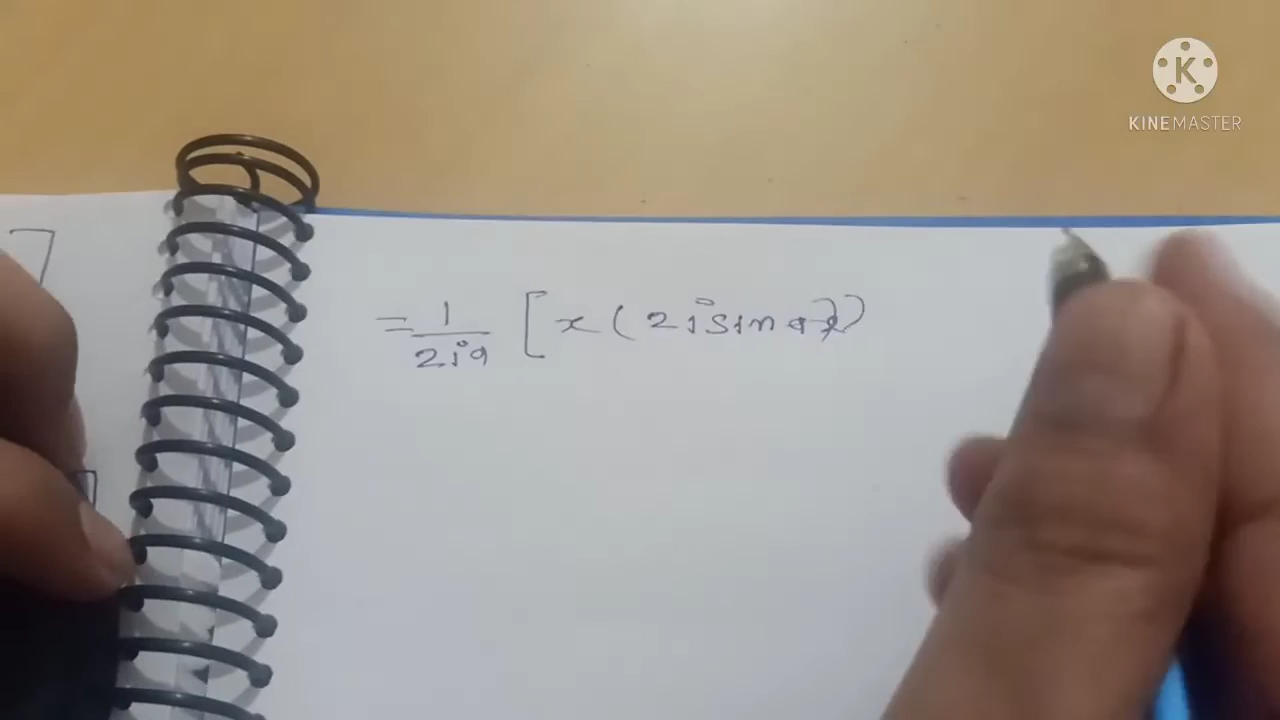 K
KINEMASTER
= 1/2ia [ x ( 2i sin ax )